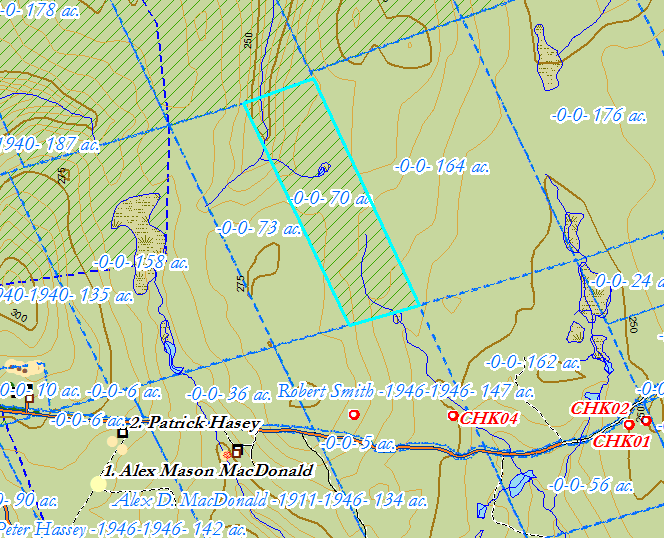 -0-0- 178 ac.
250
-0-0- 176 ac.
1940- 187 ac.
-0-0- 164 ac.
275
-0-0- 70 ac
-0-0- 73 ac.
-0-0- 158 ac.
275
-0-0- 24 a
940-1940- 135 ac.
300
250
-0-0- 162 ac.
-0-0- 10 ac.
-0-0- 6 ac.
-0-0- 36 ac.
Robert Smith -1946-1946- 147 ac.
-0-0- 6 ac.
2. Patrick Hasey
CHK04
CHK02
CHK01
-0-0- 5 ac.
1. Alex Mason MacDonald
-0-0- 56 ac.
0- 90 ac.
Alex D. MacDonald -1911-1946- 134 ac.
Peter Hassey -1946-1946- 142 ac.